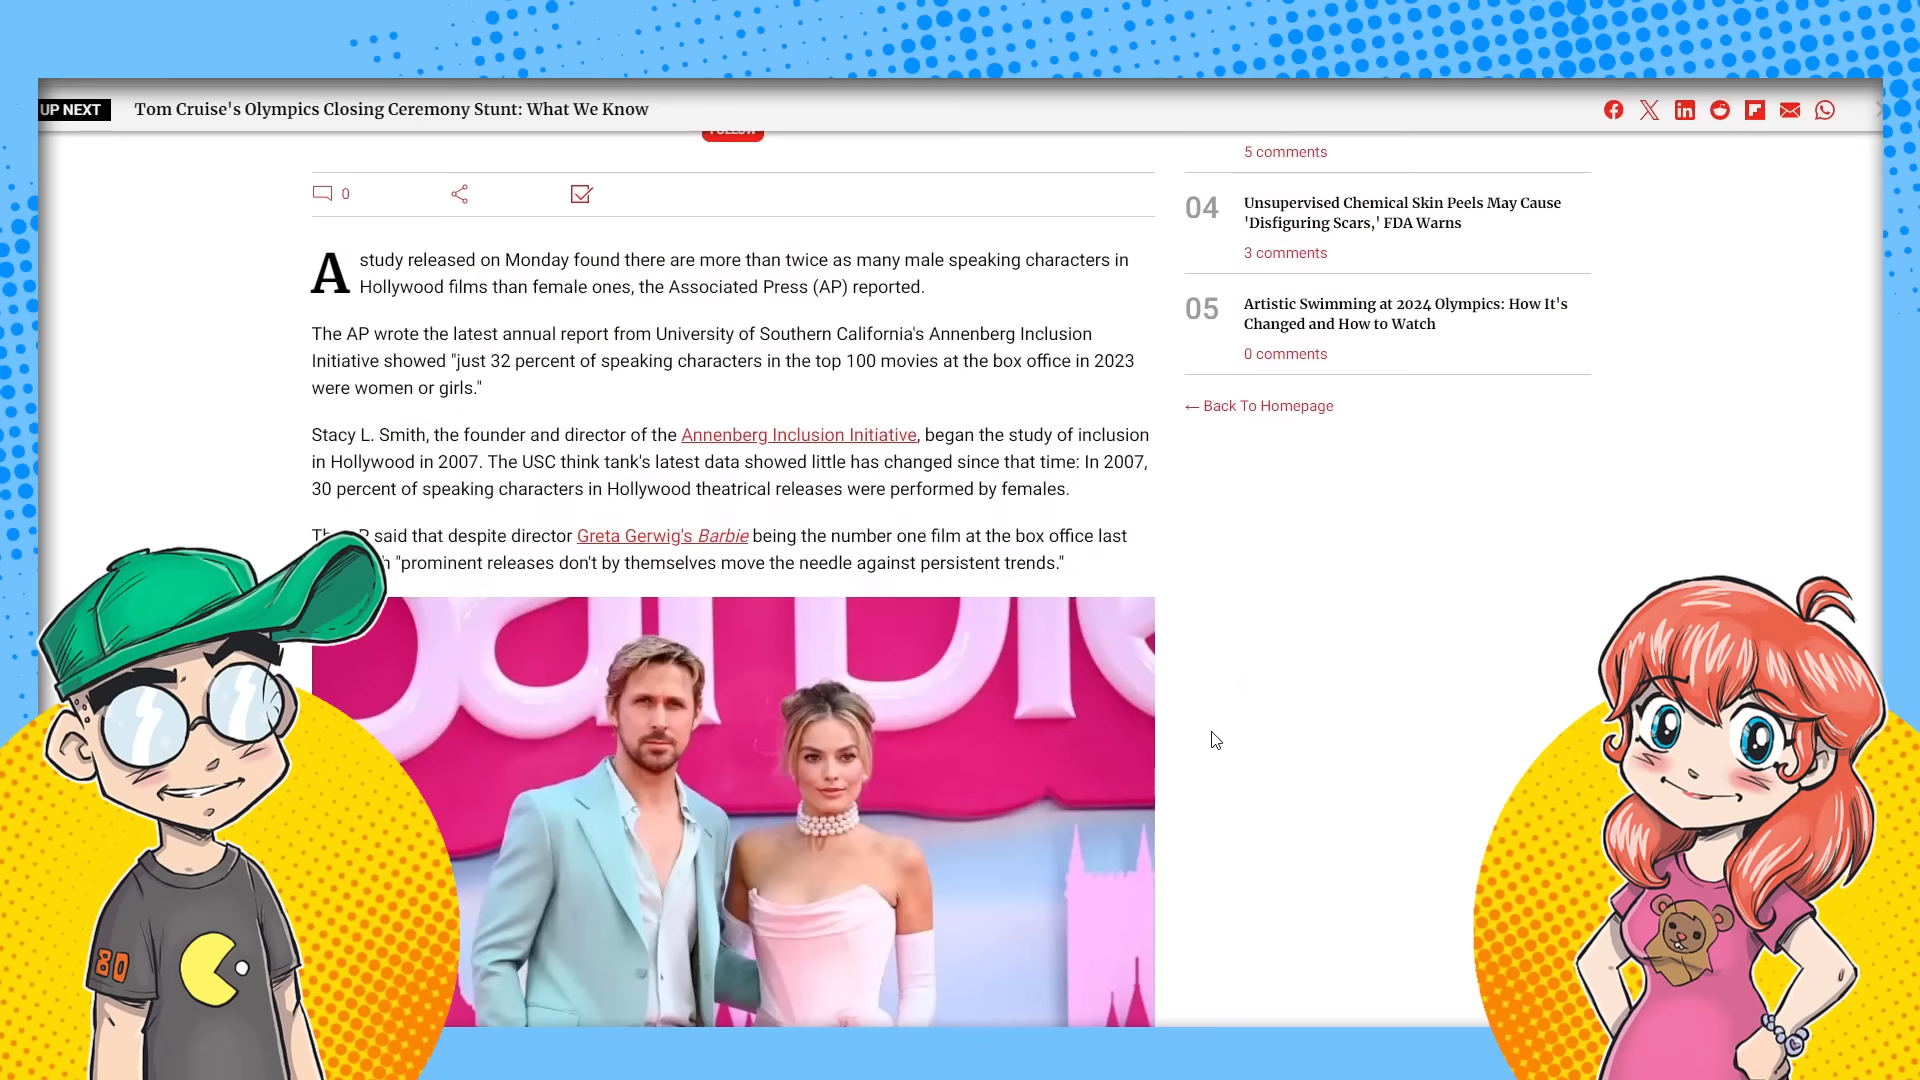 UP NEXT
Tom Cruise's Olympics Closing Ceremony Stunt: What We Know
FOLLOW
0
A study released on Monday found there are more than twice as many male speaking characters in
Hollywood films than female ones, the Associated Press (AP) reported.
The AP wrote the latest annual report from University of Southern California's Annenberg Inclusion
Initiative showed "just 32 percent of speaking characters in the top 100 movies at the box office in 2023
were women or girls."
Stacy L. Smith, the founder and director of the Annenberg Inclusion Initiative, began the study of inclusion
in Hollywood in 2007. The USC think tank's latest data showed little has changed since that time: In 2007,
30 percent of speaking characters in Hollywood theatrical releases were performed by females.
said that despite director Greta Gerwig's Barbie being the number one film at the box office last
"prominent releases don't by themselves move the needle against persistent trends."
5 comments
04
Unsupervised Chemical Skin Peels May Cause
'Disfiguring Scars,' FDA Warns
3 comments
05
Artistic Swimming at 2024 Olympics: How It's
Changed and How to Watch
0 comments
← Back To Homepage
Barbie
80